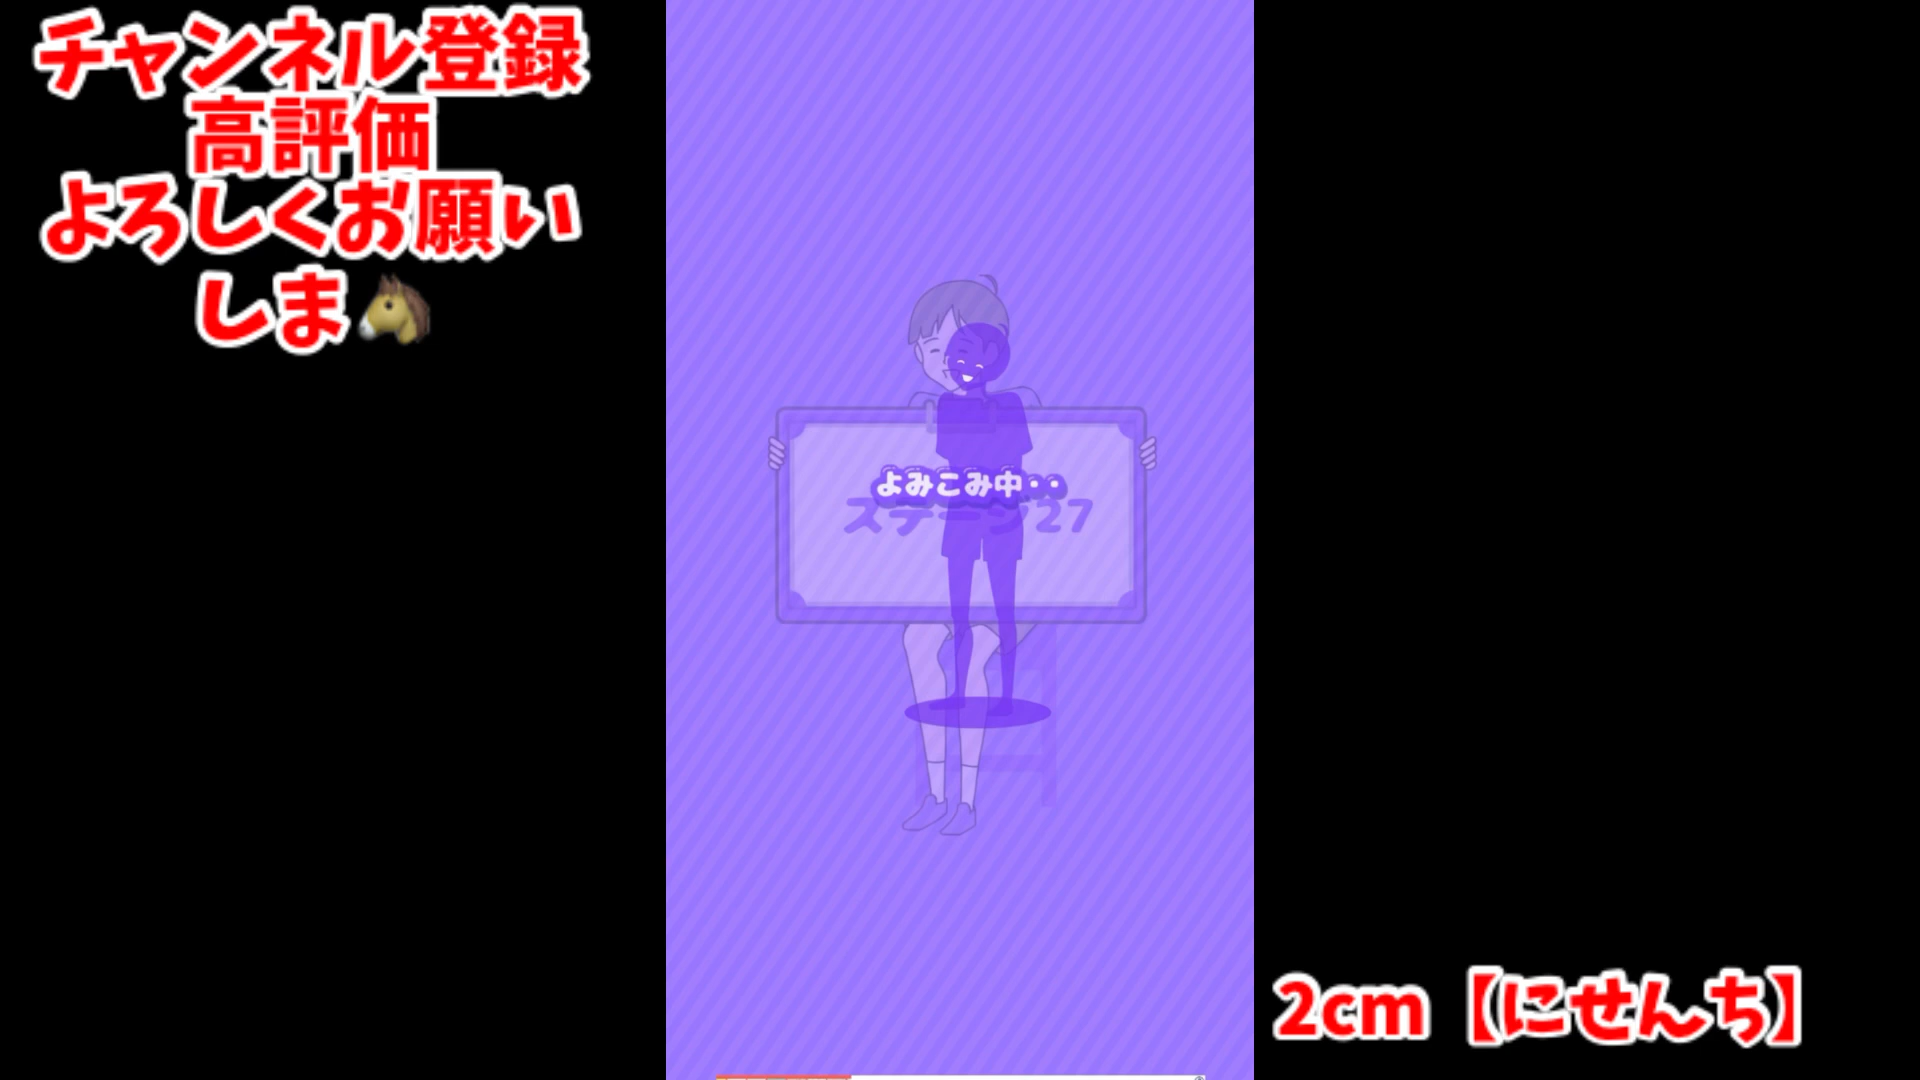 チャンネル登録
高評価
よろしくお願い
しま🐴
よみこみ中‥
ステージ27
2cm【にせんち】